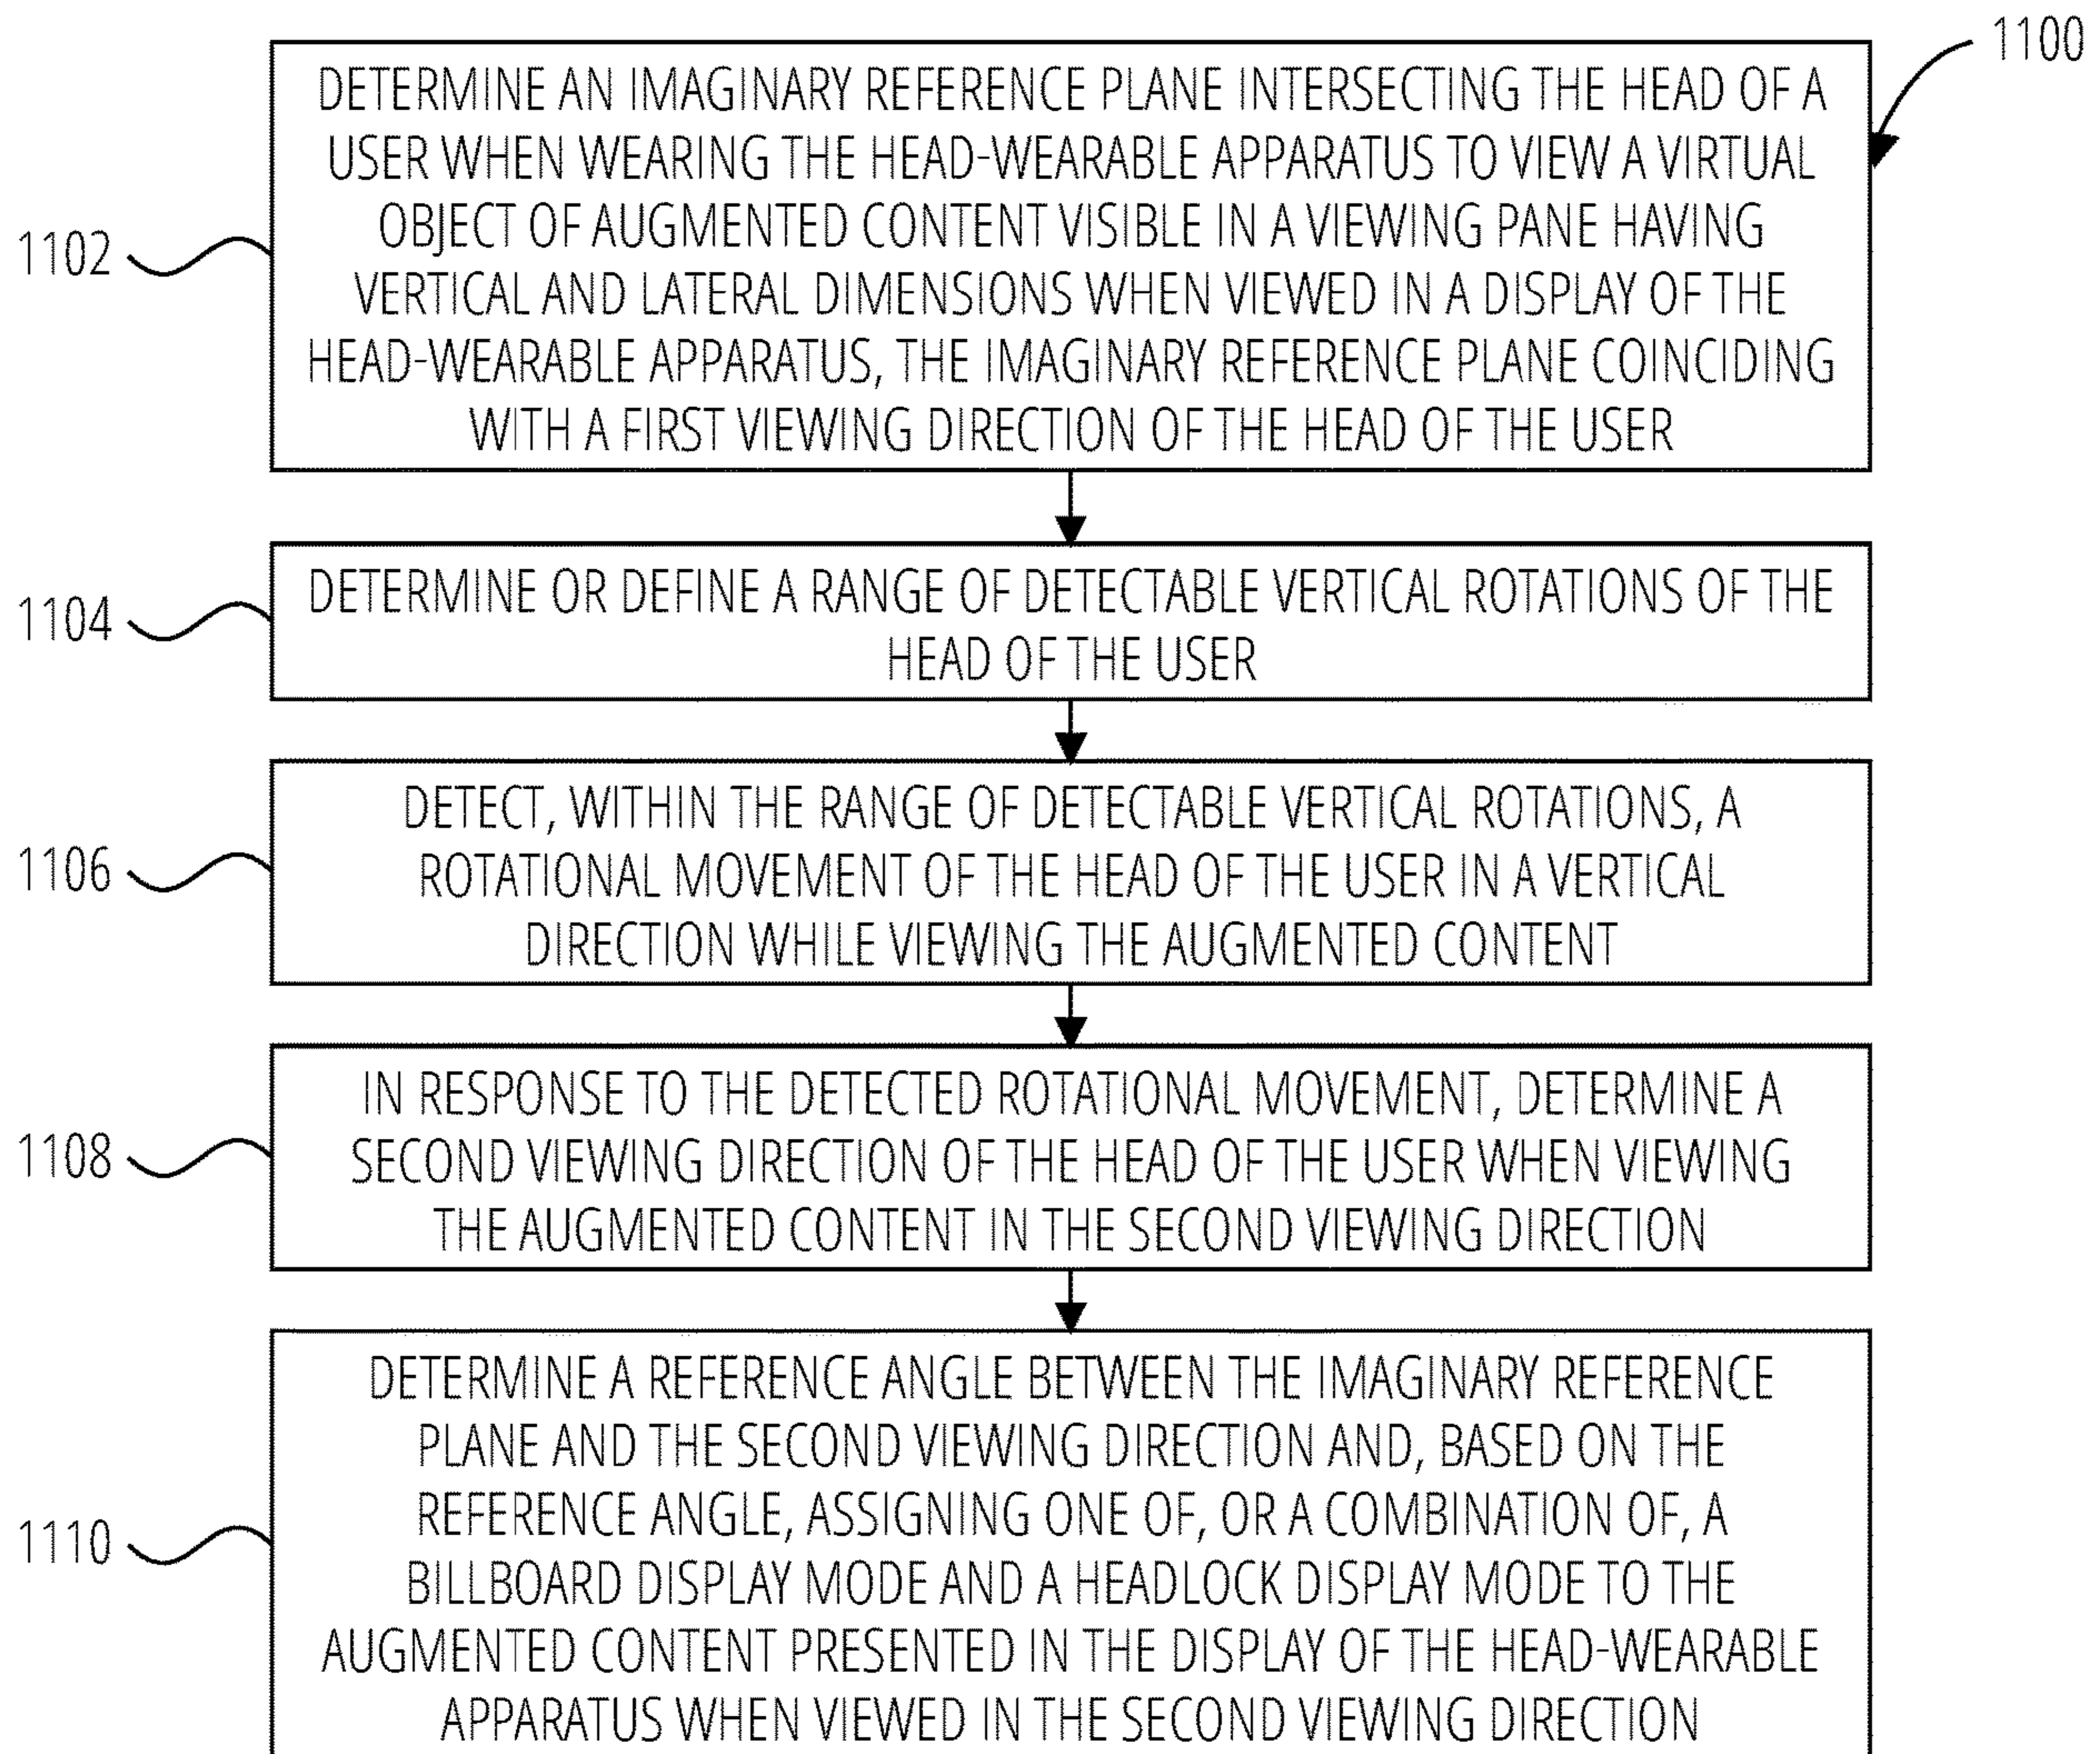 1100
DETERMINE AN IMAGINARY REFERENCE PLANE INTERSECTING THE HEAD OF A
USER WHEN WEARING THE HEAD-WEARABLE APPARATUS TO VIEW A VIRTUAL
OBJECT OF AUGMENTED CONTENT VISIBLE IN A VIEWING PANE HAVING
VERTICAL AND LATERAL DIMENSIONS WHEN VIEWED IN A DISPLAY OF THE
HEAD-WEARABLE APPARATUS, THE IMAGINARY REFERENCE PLANE COINCIDING
WITH A FIRST VIEWING DIRECTION OF THE HEAD OF THE USER
1102
DETERMINE OR DEFINE A RANGE OF DETECTABLE VERTICAL ROTATIONS OF THE
HEAD OF THE USER
1104
DETECT, WITHIN THE RANGE OF DETECTABLE VERTICAL ROTATIONS, A
ROTATIONAL MOVEMENT OF THE HEAD OF THE USER IN A VERTICAL
DIRECTION WHILE VIEWING THE AUGMENTED CONTENT
1106
IN RESPONSE TO THE DETECTED ROTATIONAL MOVEMENT, DETERMINE A
SECOND VIEWING DIRECTION OF THE HEAD OF THE USER WHEN VIEWING
THE AUGMENTED CONTENT IN THE SECOND VIEWING DIRECTION
1108
DETERMINE A REFERENCE ANGLE BETWEEN THE IMAGINARY REFERENCE
PLANE AND THE SECOND VIEWING DIRECTION AND, BASED ON THE
REFERENCE ANGLE, ASSIGNING ONE OF, OR A COMBINATION OF, A
BILLBOARD DISPLAY MODE AND A HEADLOCK DISPLAY MODE TO THE
AUGMENTED CONTENT PRESENTED IN THE DISPLAY OF THE HEAD-WEARABLE
APPARATUS WHEN VIEWED IN THE SECOND VIEWING DIRECTION
1110